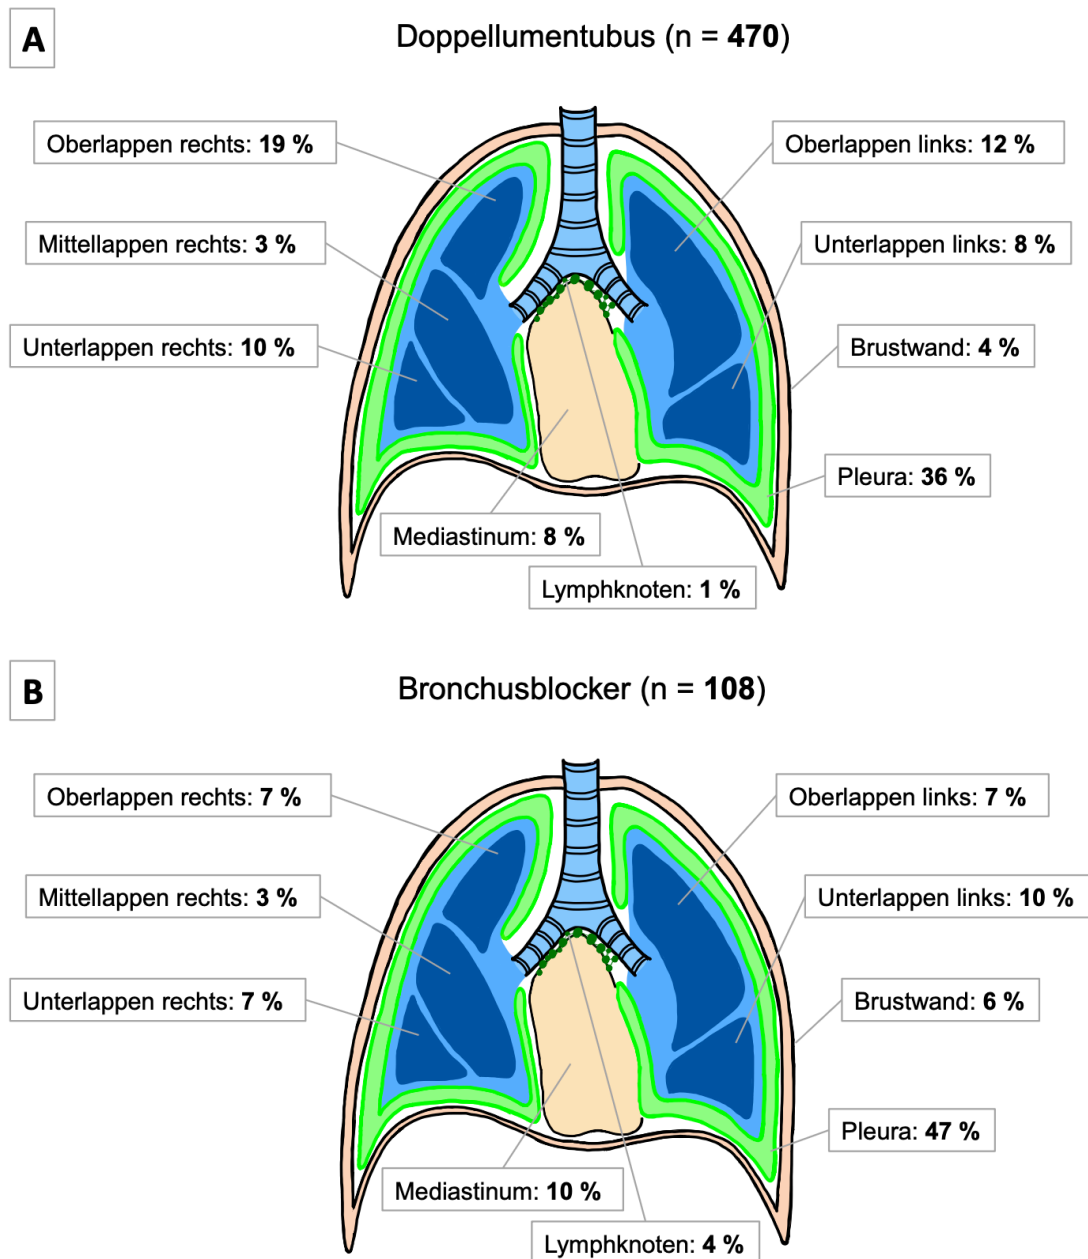 A
Doppellumentubus (n = 470)
Oberlappen rechts: 19 %
Oberlappen links: 12 %
Mittellappen rechts: 3 %
Unterlappen links: 8 %
Unterlappen rechts: 10 %
Brustwand: 4 %
Pleura: 36 %
Mediastinum: 8 %
Lymphknoten: 1 %
B
Bronchusblocker (n = 108)
Oberlappen rechts: 7 %
Oberlappen links: 7 %
Mittellappen rechts: 3 %
Unterlappen links: 10 %
Unterlappen rechts: 7 %
Brustwand: 6 %
Pleura: 47 %
Mediastinum: 10 %
Lymphknoten: 4 %